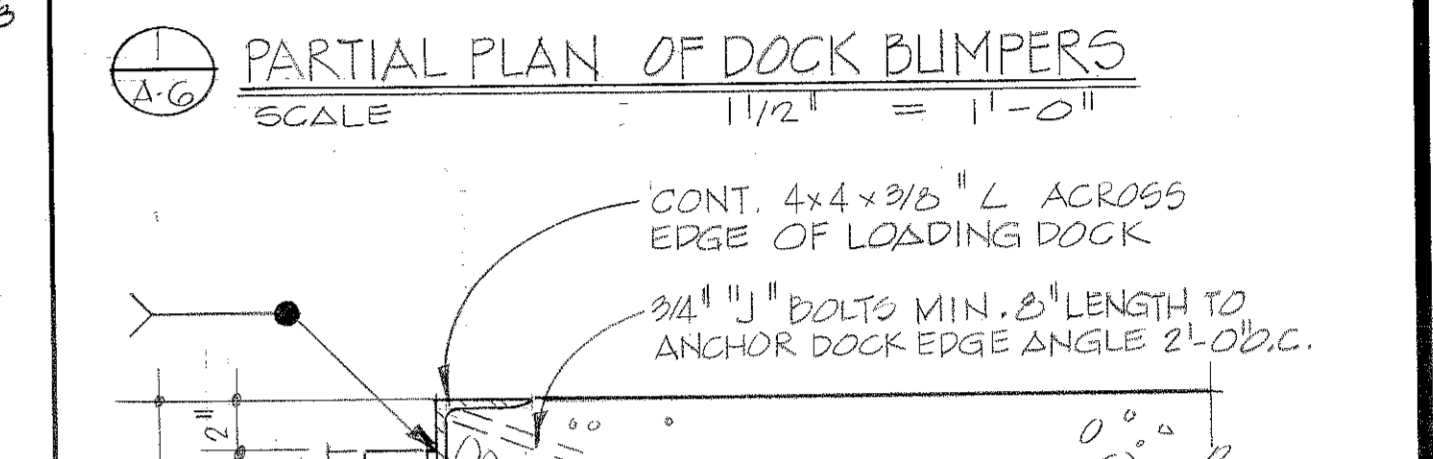 1
A-6
PARTIAL PLAN OF DOCK BUMPERS
SCALE 1 1/2" = 1'-0"
CONT. 4x4x3/8" L ACROSS
EDGE OF LOADING DOCK
3/4" "J" BOLTS MIN. 8" LENGTH TO
ANCHOR DOCK EDGE ANGLE 2'-0" O.C.
2"